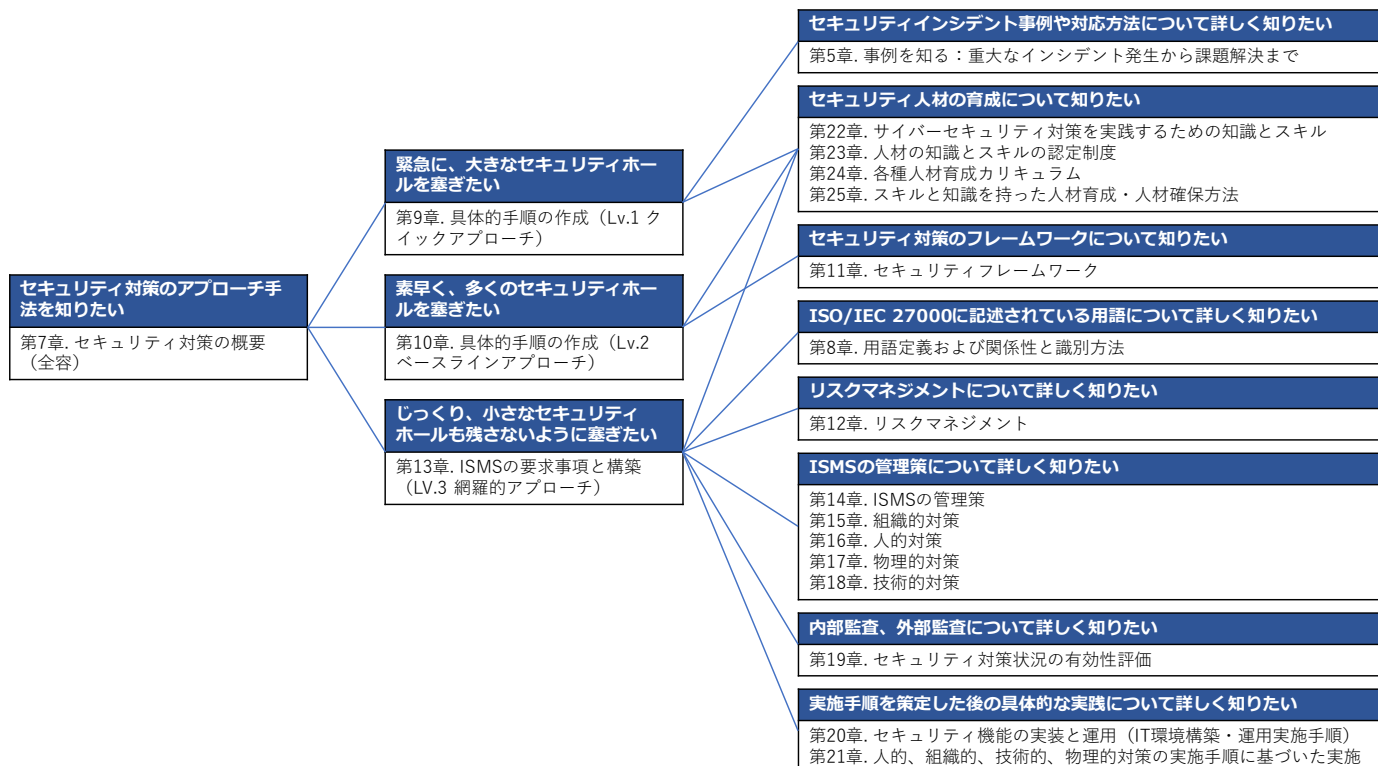 セキュリティ対策のアプローチ手
法を知りたい
第7章. セキュリティ対策の概要
（全容）
緊急に、大きなセキュリティホー
ルを塞ぎたい
第9章. 具体的手順の作成（Lv.1 ク
イックアプローチ）
素早く、多くのセキュリティホー
ルを塞ぎたい
第10章. 具体的手順の作成（Lv.2
ベースラインアプローチ）
じっくり、小さなセキュリティ
ホールも残さないように塞ぎたい
第13章. ISMSの要求事項と構築
（LV.3 網羅的アプローチ）
セキュリティインシデント事例や対応方法について詳しく知りたい
第5章. 事例を知る：重大なインシデント発生から課題解決まで
セキュリティ人材の育成について知りたい
第22章. サイバーセキュリティ対策を実践するための知識とスキル
第23章. 人材の知識とスキルの認定制度
第24章. 各種人材育成カリキュラム
第25章. スキルと知識を持った人材育成・人材確保方法
セキュリティ対策のフレームワークについて知りたい
第11章. セキュリティフレームワーク
ISO/IEC 27000に記述されている用語について詳しく知りたい
第8章. 用語定義および関係性と識別方法
リスクマネジメントについて詳しく知りたい
第12章. リスクマネジメント
ISMSの管理策について詳しく知りたい
第14章. ISMSの管理策
第15章. 組織的対策
第16章. 人的対策
第17章. 物理的対策
第18章. 技術的対策
内部監査、外部監査について詳しく知りたい
第19章. セキュリティ対策状況の有効性評価
実施手順を策定した後の具体的な実践について詳しく知りたい
第20章. セキュリティ機能の実装と運用（IT環境構築・運用実施手順）
第21章. 人的、組織的、技術的、物理的対策の実施手順に基づいた実施